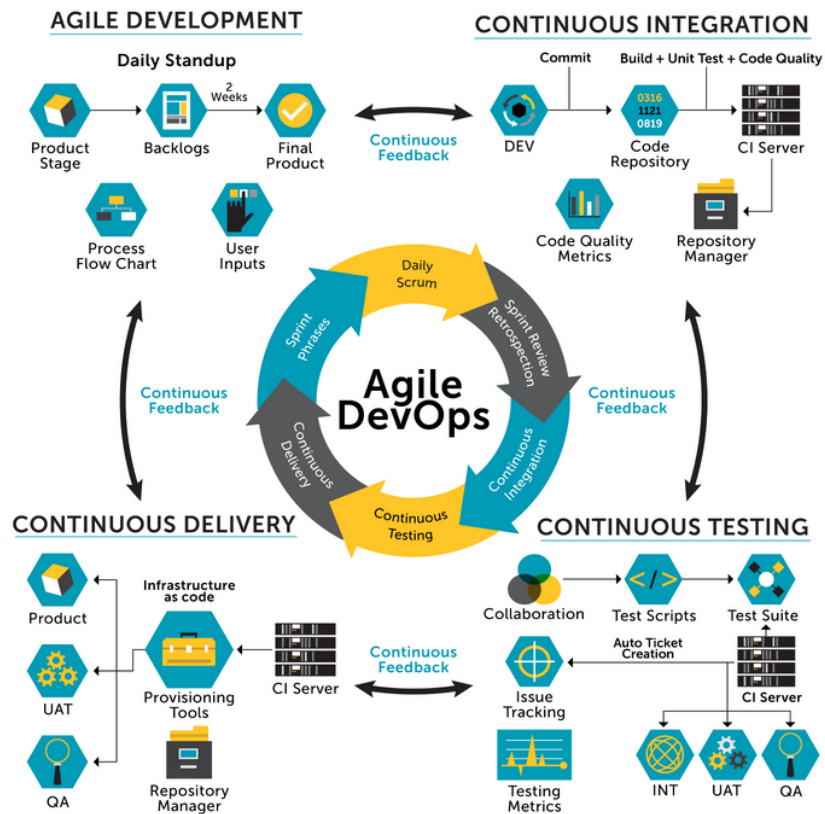 AGILE DEVELOPMENT
Daily Standup
2
Weeks
Product
Stage
Backlogs
Final
Product
Process
Flow Chart
User
Inputs
Continuous
Feedback
CONTINUOUS INTEGRATION
Commit
Build + Unit Test + Code Quality
0316
1121
0819
DEV
Code
Repository
CI Server
Code Quality
Metrics
Repository
Manager
Daily
Scrum
Sprint Review
Retrospection
Continuous
Integration
Continuous
Testing
Continuous
Delivery
Sprint
Phrases
Agile
DevOps
Continuous
Feedback
Continuous
Feedback
CONTINUOUS DELIVERY
Product
Infrastructure
as code
UAT
Provisioning
Tools
CI Server
QA
Repository
Manager
Continuous
Feedback
CONTINUOUS TESTING
Collaboration
</>
Test Scripts
Test Suite
Auto Ticket
Creation
Issue
Tracking
CI Server
Testing
Metrics
INT
UAT
QA